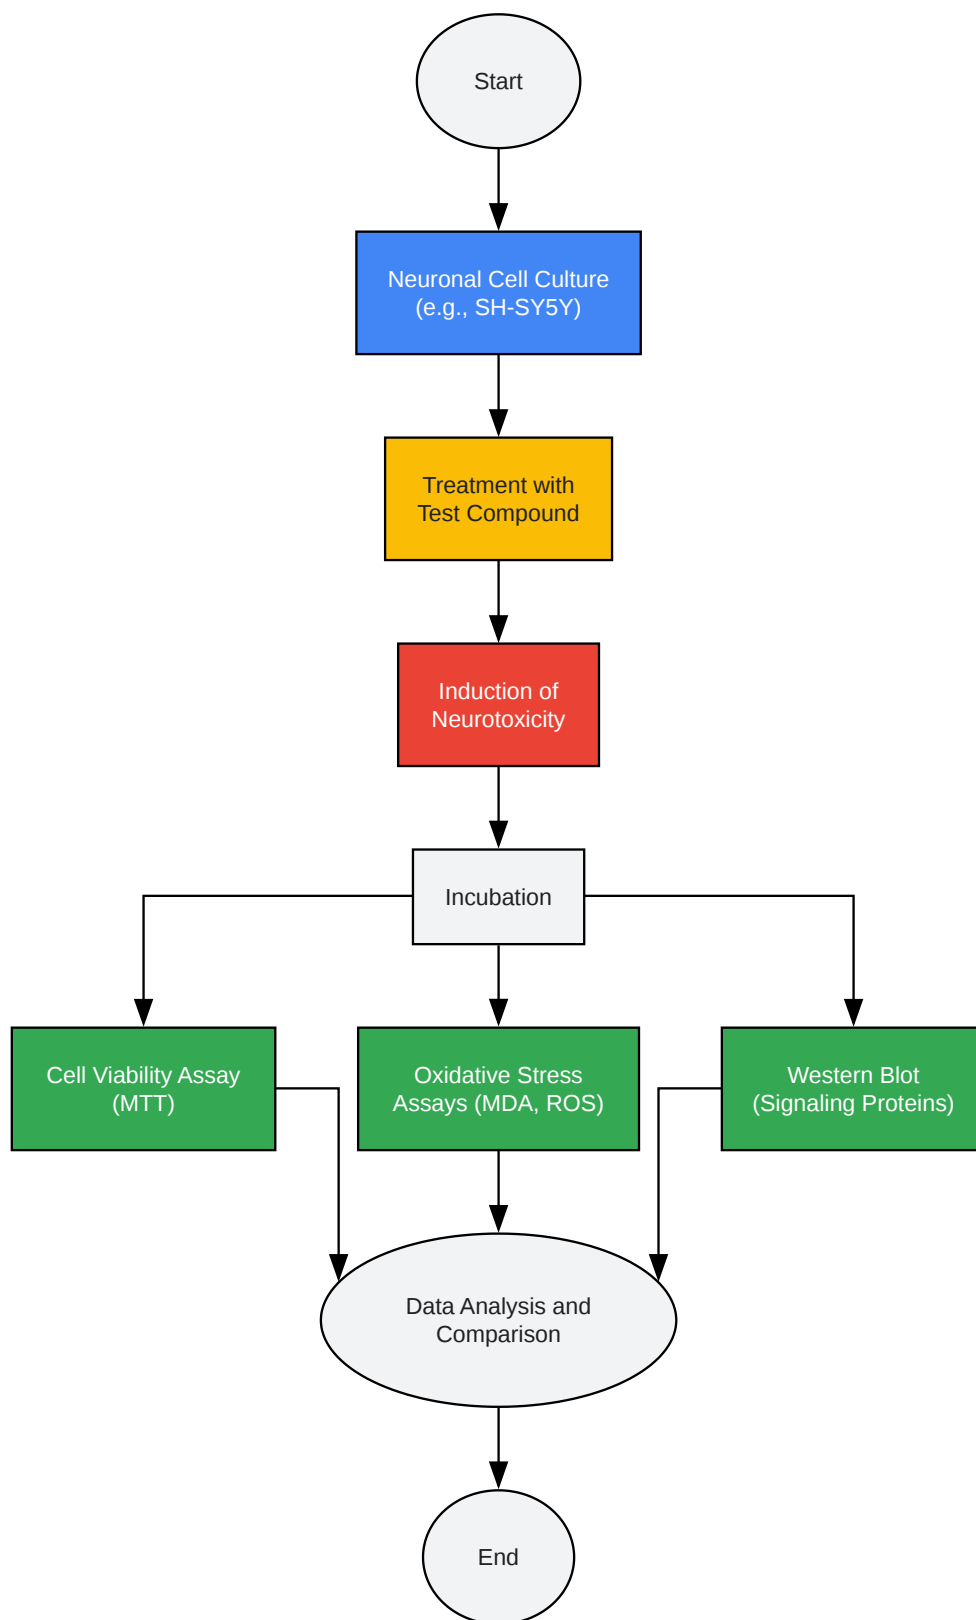 Start
Neuronal Cell Culture
(e.g., SH-SY5Y)
Treatment with
Test Compound
Induction of
Neurotoxicity
Incubation
Cell Viability Assay
(MTT)
Oxidative Stress
Assays (MDA, ROS)
Western Blot
(Signaling Proteins)
Data Analysis and
Comparison
End